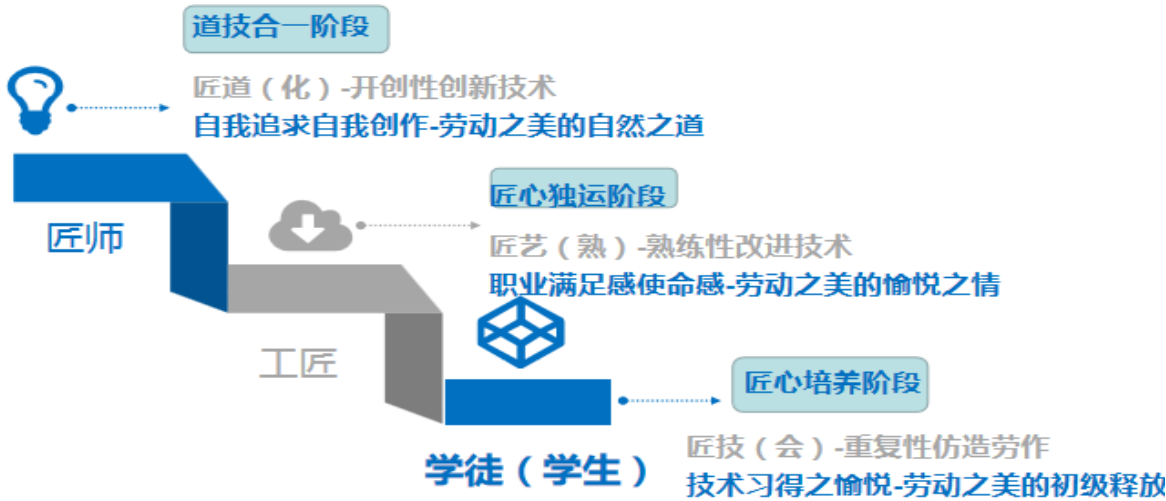 道技合一阶段
匠道（化）-开创性创新技术
自我追求自我创作-劳动之美的自然之道
匠师
匠心独运阶段
匠艺（熟）-熟练性改进技术
职业满足感使命感-劳动之美的愉悦之情
工匠
匠心培养阶段
学徒（学生）
匠技（会）-重复性仿造劳作
技术习得之愉悦-劳动之美的初级释放